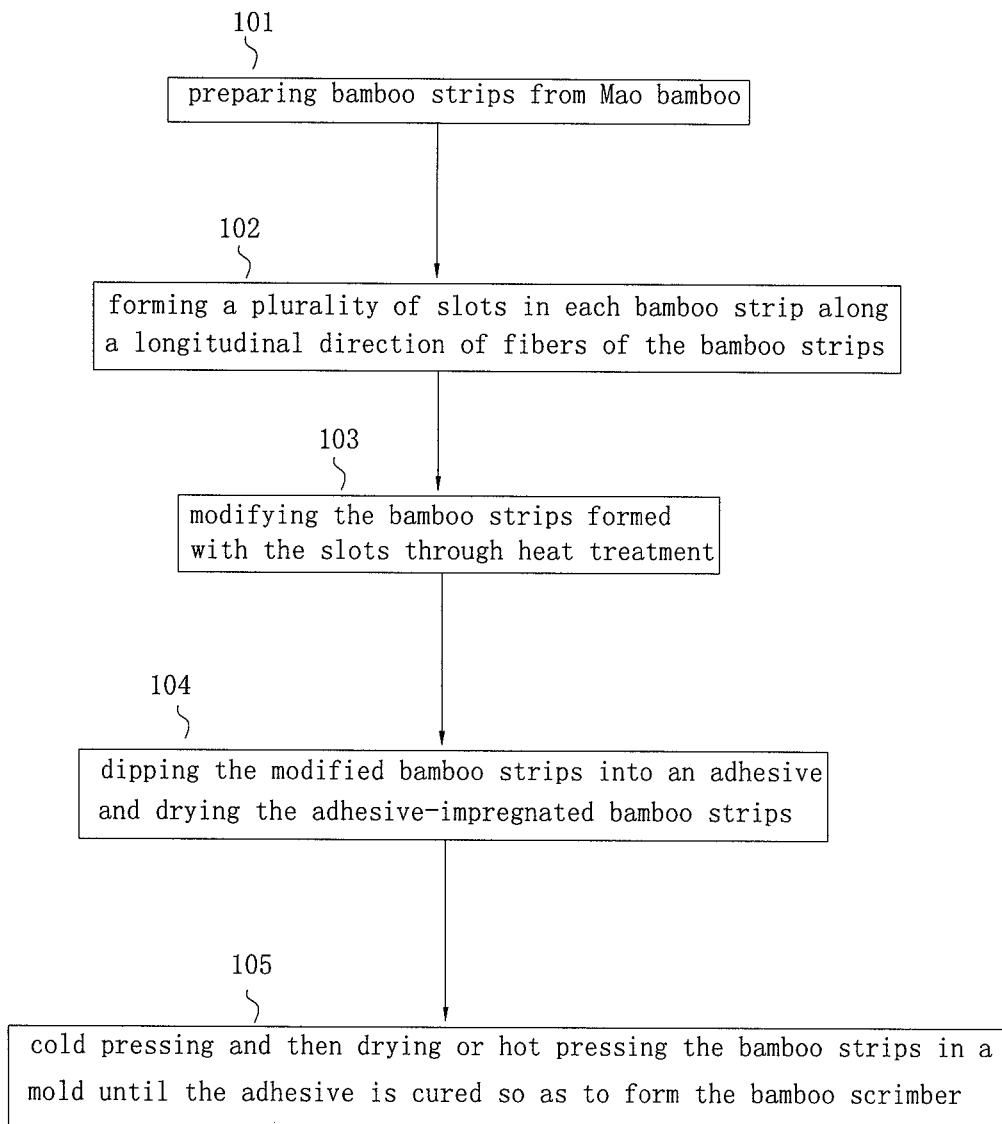 101
preparing bamboo strips from Mao bamboo
102
forming a plurality of slots in each bamboo strip along
a longitudinal direction of fibers of the bamboo strips
103
modifying the bamboo strips formed
with the slots through heat treatment
104
dipping the modified bamboo strips into an adhesive
and drying the adhesive-impregnated bamboo strips
105
cold pressing and then drying or hot pressing the bamboo strips in a
mold until the adhesive is cured so as to form the bamboo scrimber